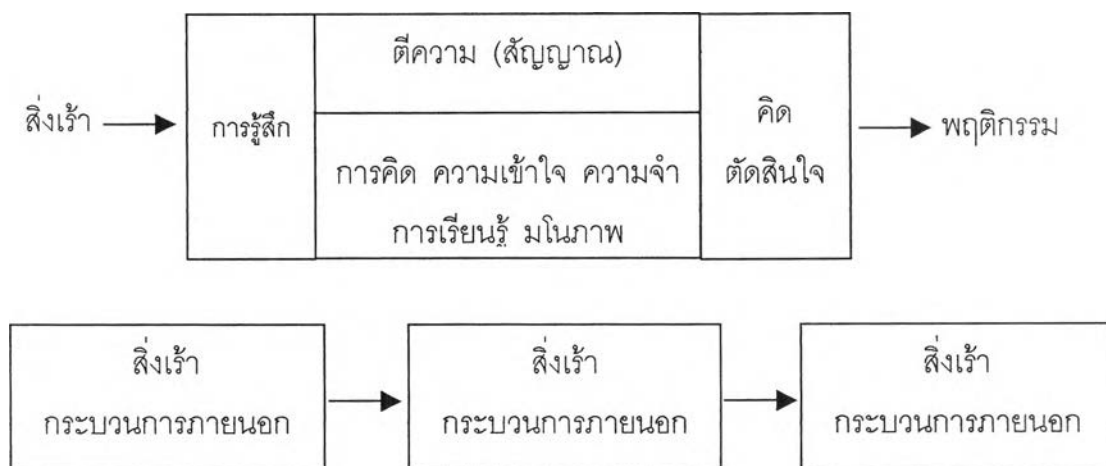 ตีความ (สัญญาณ)
สิ่งเร้า
การรู้สึก
คิด
ตัดสินใจ
พฤติกรรม
การคิด ความเข้าใจ ความจำ
การเรียนรู้ มโนภาพ
สิ่งเร้า
กระบวนการภายนอก
สิ่งเร้า
กระบวนการภายนอก
สิ่งเร้า
กระบวนการภายนอก